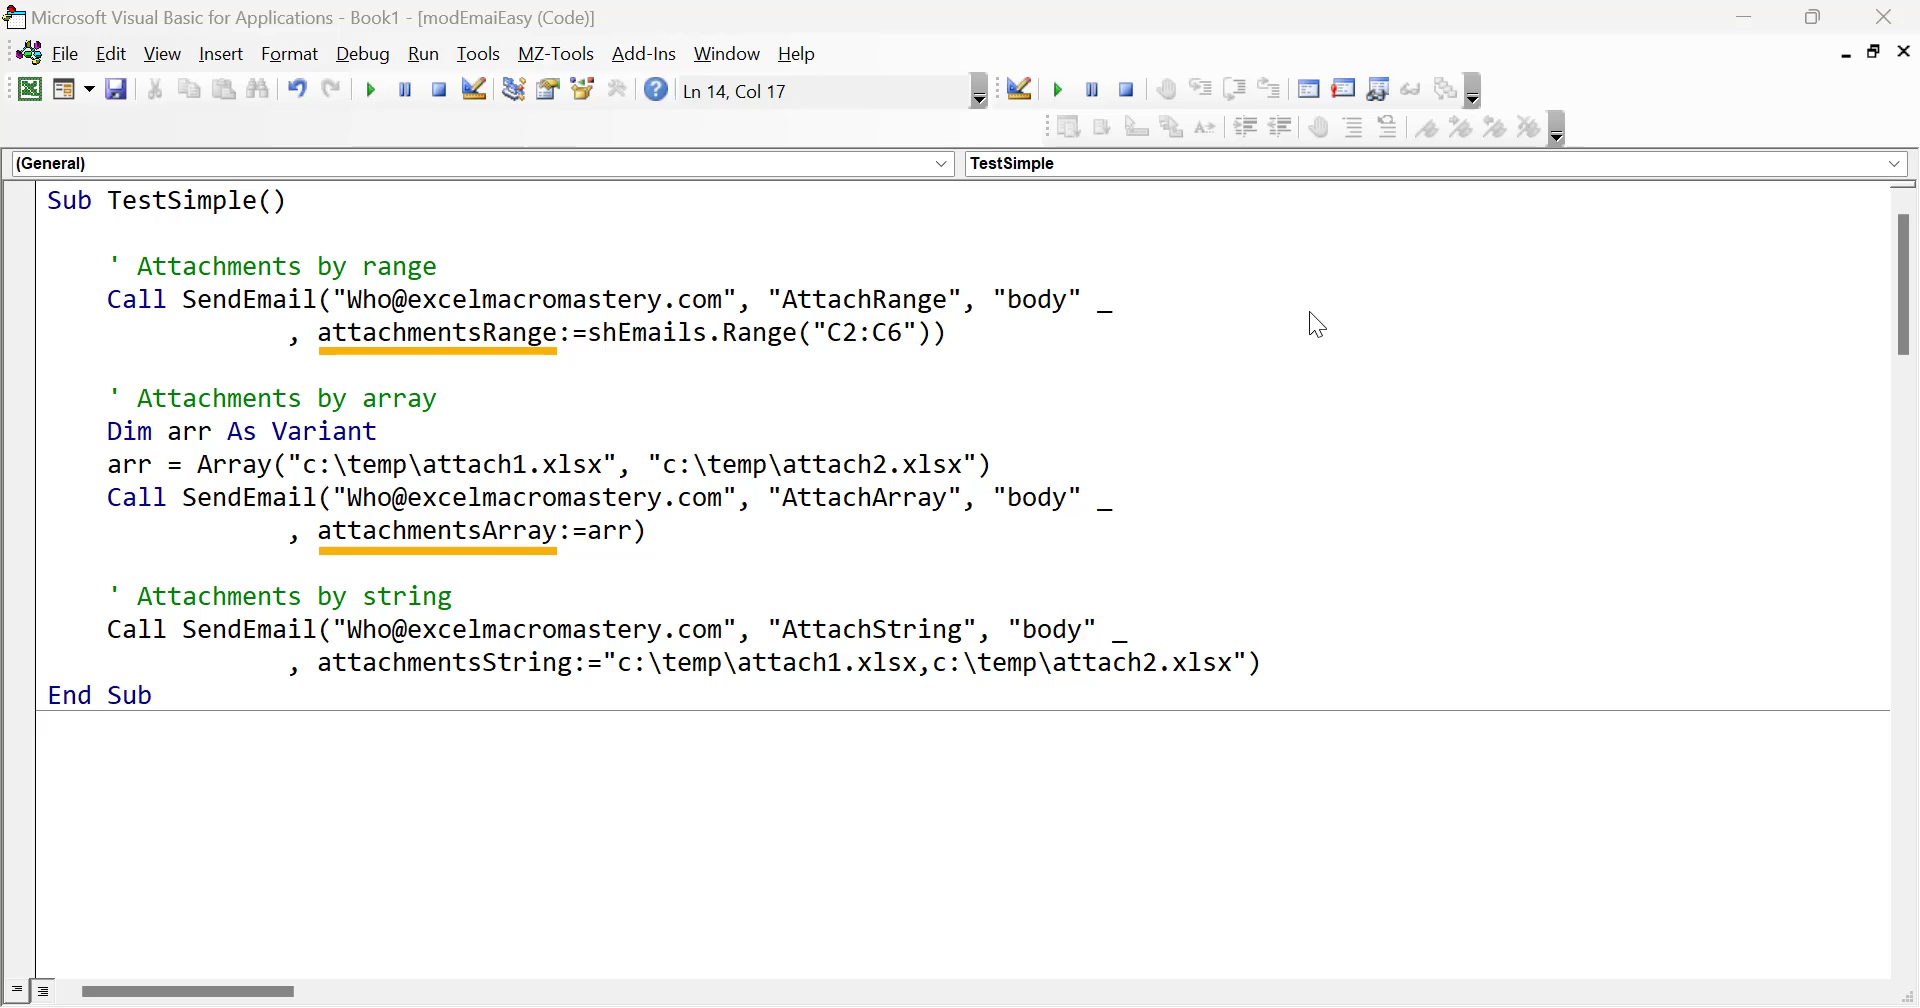 Microsoft Visual Basic for Applications - Book1 - [modEmaiEasy (Code)]
File Edit View Insert Format Debug Run Tools MZ-Tools Add-Ins Window Help
Ln 14, Col 17
(General) TestSimple
Sub TestSimple()
' Attachments by range
Call SendEmail("Who@excelmacromastery.com", "AttachRange", "body" _
, attachmentsRange:=shEmails.Range("C2:C6"))
' Attachments by array
Dim arr As Variant
arr = Array("c:\temp\attach1.xlsx", "c:\temp\attach2.xlsx")
Call SendEmail("Who@excelmacromastery.com", "AttachArray", "body" _
, attachmentsArray:=arr)
' Attachments by string
Call SendEmail("Who@excelmacromastery.com", "AttachString", "body" _
, attachmentsString:="c:\temp\attach1.xlsx,c:\temp\attach2.xlsx")
End Sub